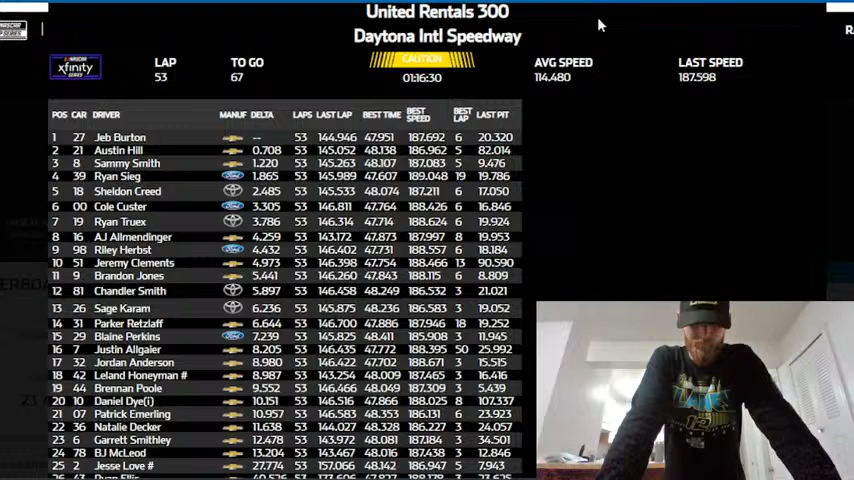 United Rentals 300
Daytona Intl Speedway
NASCAR
xfinity
SERIES
LAP TO GO CAUTION AVG SPEED LAST SPEED
53 67 01:16:30 114.480 187.598
POS CAR DRIVER MANUF DELTA LAPS LAST LAP BEST TIME BEST SPEED BEST LAP LAST PIT
1 27 Jeb Burton -- 53 144.946 47.951 187.692 6 20.320
2 21 Austin Hill 0.708 53 145.052 48.138 186.962 5 82.014
3 8 Sammy Smith 1.220 53 145.263 48.107 187.083 5 9.476
4 39 Ryan Sieg Ford 1.865 53 145.989 47.607 189.048 19 19.786
5 18 Sheldon Creed 2.485 53 145.533 48.074 187.211 6 17.050
6 00 Cole Custer Ford 3.305 53 146.811 47.764 188.426 6 16.846
7 19 Ryan Truex 3.786 53 146.314 47.714 188.624 6 19.924
8 16 AJ Allmendinger 4.259 53 143.172 47.873 187.997 8 19.953
9 98 Riley Herbst Ford 4.432 53 146.402 47.731 188.557 6 18.184
10 51 Jeremy Clements 4.973 53 146.398 47.754 188.466 13 90.590
11 9 Brandon Jones 5.441 53 146.260 47.843 188.115 6 8.809
12 81 Chandler Smith 5.897 53 146.458 48.249 186.532 3 21.021
13 26 Sage Karam 6.236 53 145.875 48.236 186.583 3 19.052
14 31 Parker Retzlaff 6.644 53 146.700 47.886 187.946 18 19.252
15 29 Blaine Perkins Ford 7.239 53 145.825 48.411 185.908 3 11.945
16 7 Justin Allgaier 8.205 53 146.435 47.772 188.395 50 25.992
17 32 Jordan Anderson 8.980 53 146.422 47.702 188.671 3 15.515
18 42 Leland Honeyman # 8.987 53 143.254 48.009 187.465 3 16.416
19 44 Brennan Poole 9.552 53 146.466 48.049 187.309 3 5.439
20 10 Daniel Dye(i) 10.151 53 146.516 47.866 188.025 8 107.337
21 07 Patrick Emerling 10.957 53 146.583 48.353 186.131 6 23.923
22 36 Natalie Decker 11.638 53 144.027 48.328 186.227 3 24.057
23 6 Garrett Smithley 12.478 53 143.972 48.081 187.184 3 34.501
24 78 BJ McLeod 13.204 53 143.467 48.016 187.438 3 12.846
25 2 Jesse Love # 27.774 53 157.066 48.142 186.947 5 7.943